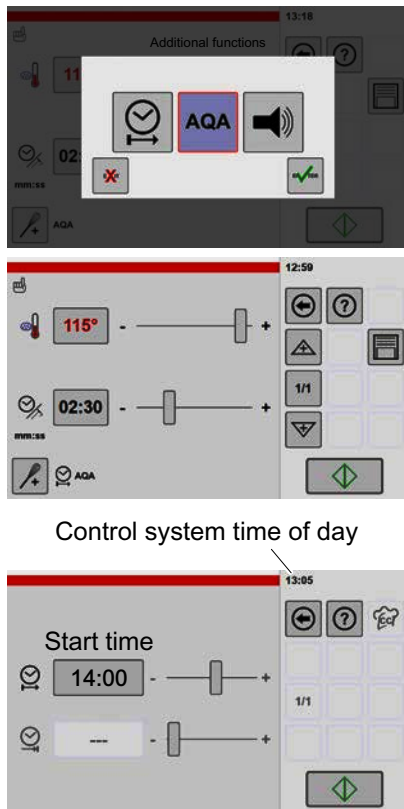 13:18
Additional functions
11
AQA
02:
mm:ss
AQA
12:59
115° - +
02:30 - +
1/1
mm:ss
AQA
Control system time of day
13:05
Start time
14:00 - +
1/1
--- - +